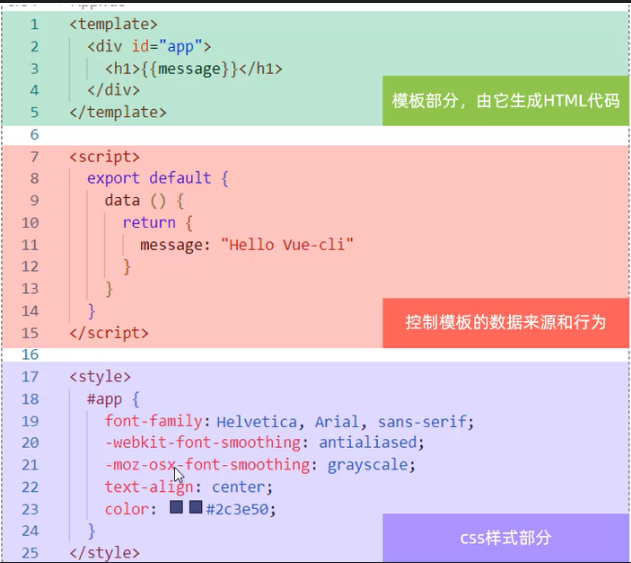 1 <template>
2 <div id="app">
3 <h1>{{message}}</h1>
4 </div>
模板部分，由它生成HTML代码
5 </template>
6
7 <script>
8 export default {
9 data () {
10 return {
11 message: "Hello Vue-cli"
12 }
13 }
14 }
控制模板的数据来源和行为
15 </script>
16
17 <style>
18 #app {
19 font-family: Helvetica, Arial, sans-serif;
20 -webkit-font-smoothing: antialiased;
21 -moz-osx-font-smoothing: grayscale;
22 text-align: center;
23 color: #2c3e50;
24 }
css样式部分
25 </style>